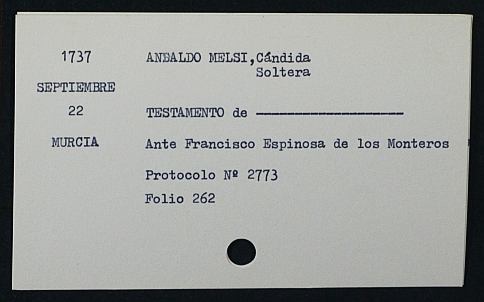 1737 ANBALDO MELSI, Cándida
Soltera
SEPTIEMBRE
22 TESTAMENTO de --------------------
MURCIA Ante Francisco Espinosa de los Monteros
Protocolo Nº 2773
Folio 262